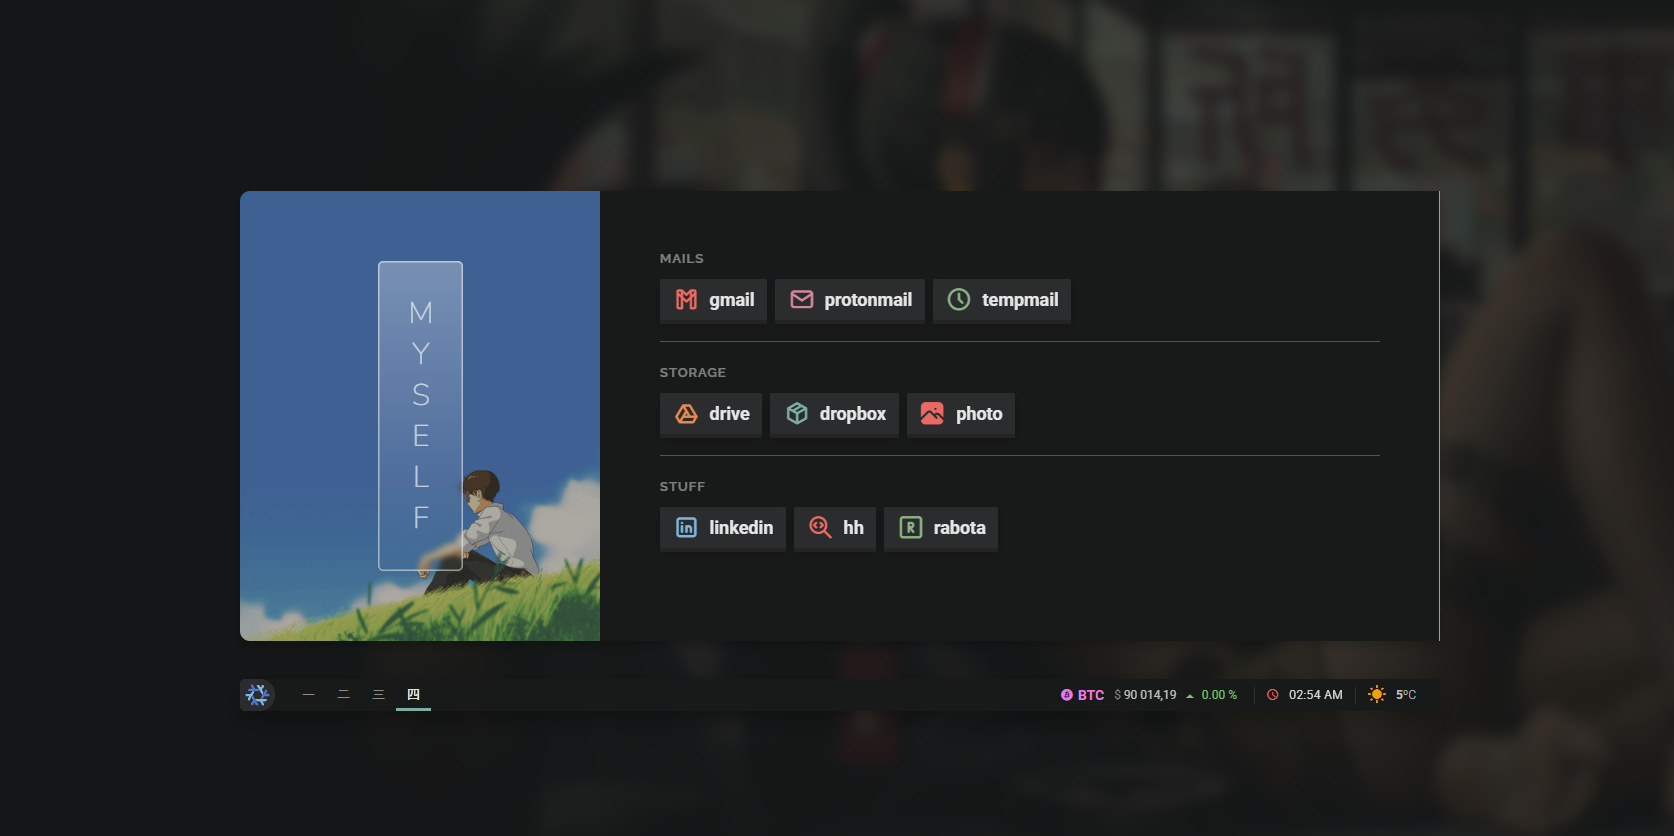 MYSELF
MAILS
gmail protonmail tempmail
STORAGE
drive dropbox photo
STUFF
linkedin hh rabota
一 二 三 四 BTC $ 90 014,19 0.00 % 02:54 AM 5°C